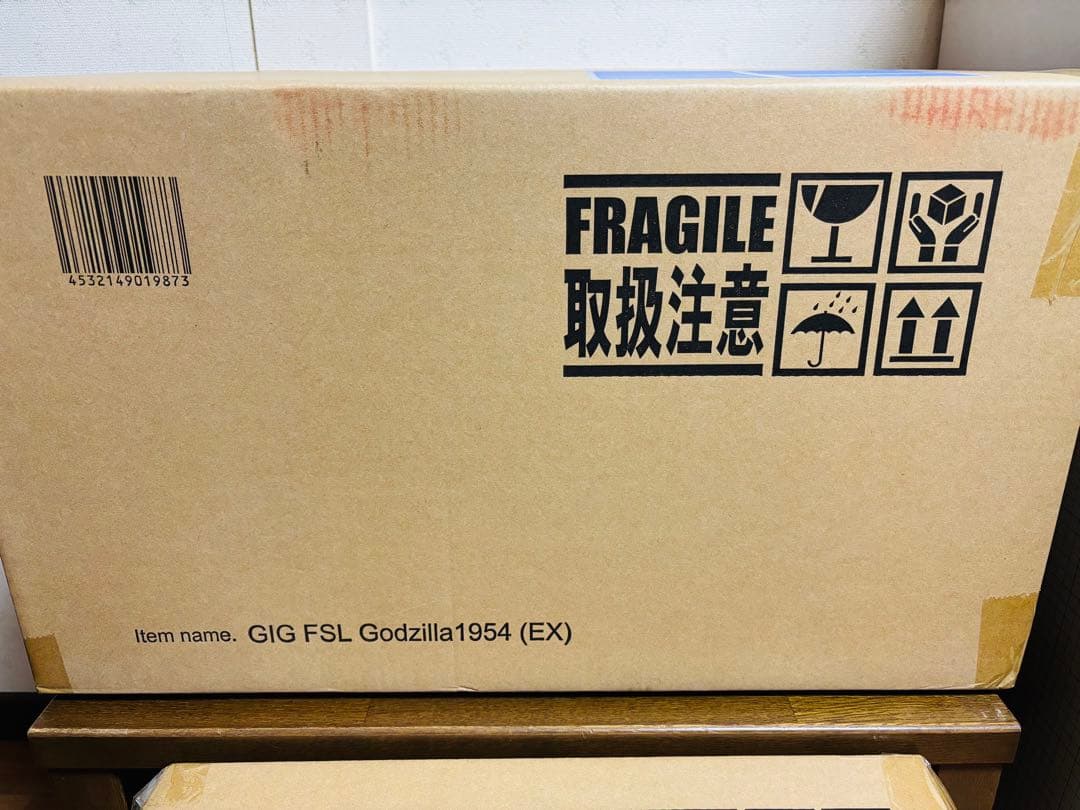 4532149019873
FRAGILE
取扱注意
Item name. GIG FSL Godzilla1954 (EX)